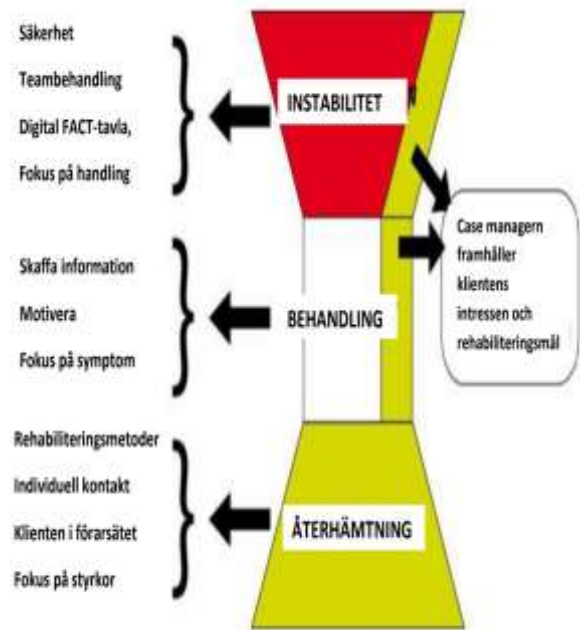 Säkerhet
Teambehandling
Digital FACT-tavla,
Fokus på handling
INSTABILITET
Case managern
framhåller
klientens
intressen och
rehabiliteringsmål
Skaffa information
Motivera
Fokus på symptom
BEHANDLING
Rehabiliteringsmetoder
Individuell kontakt
Klienten i förarsätet
Fokus på styrkor
ÅTERHÄMTNING